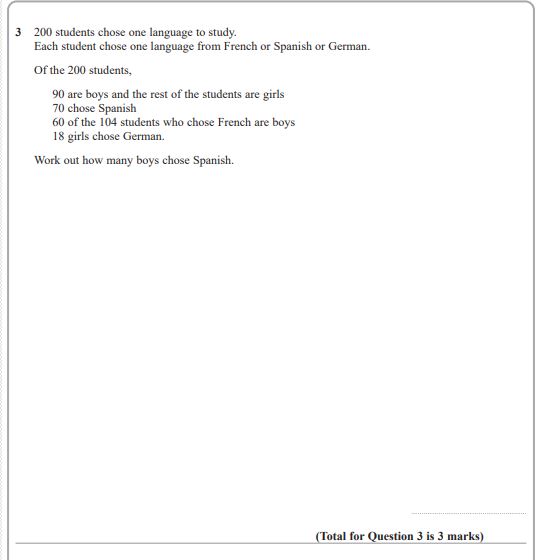 3 200 students chose one language to study.
Each student chose one language from French or Spanish or German.
Of the 200 students,
90 are boys and the rest of the students are girls
70 chose Spanish
60 of the 104 students who chose French are boys
18 girls chose German.
Work out how many boys chose Spanish.
(Total for Question 3 is 3 marks)